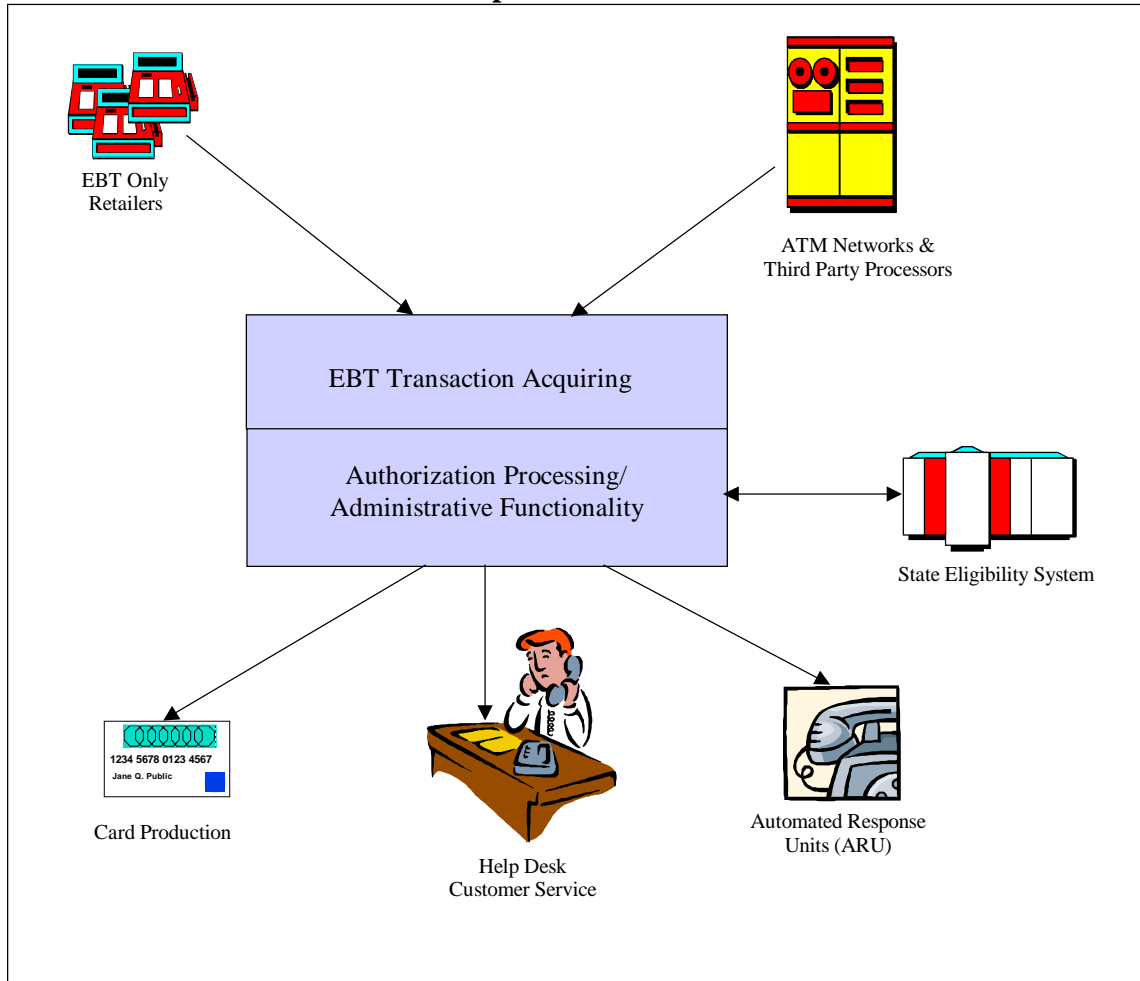 EBT Only
Retailers
ATM Networks &
Third Party Processors
EBT Transaction Acquiring
Authorization Processing/
Administrative Functionality
State Eligibility System
1234 5678 0123 4567
Jane Q. Public
Card Production
Help Desk
Customer Service
Automated Response
Units (ARU)